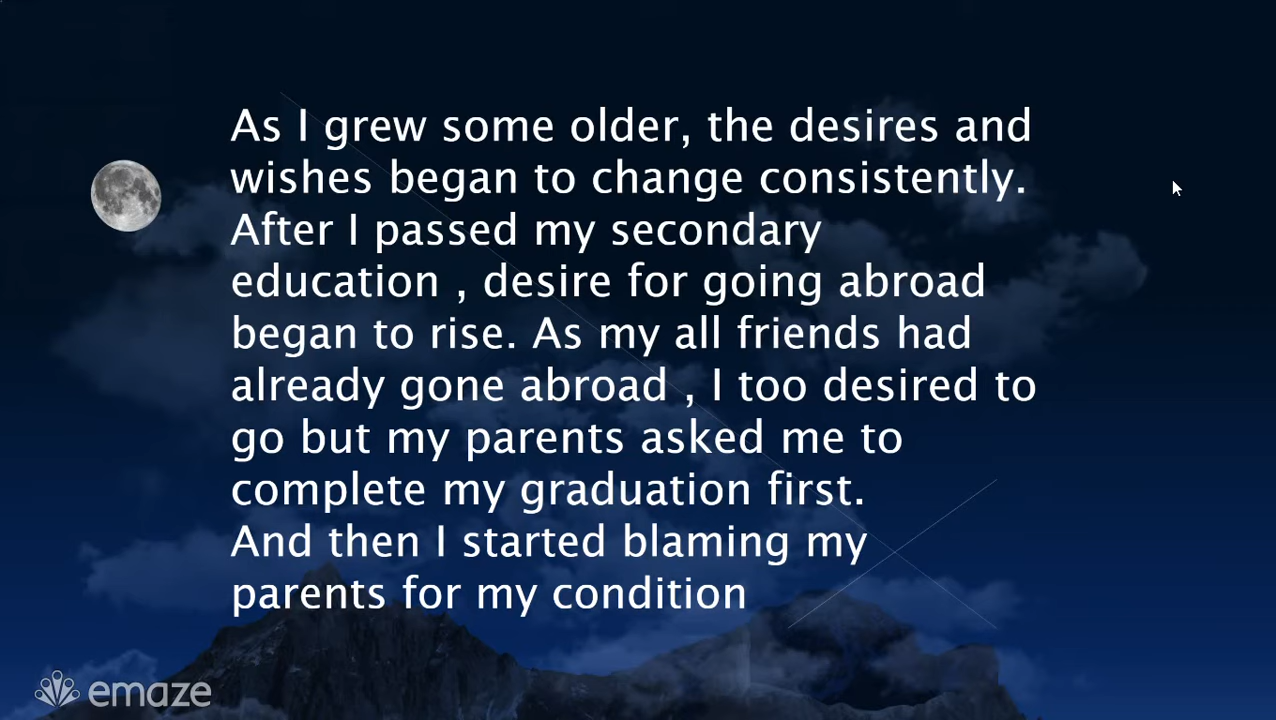 As I grew some older, the desires and
wishes began to change consistently.
After I passed my secondary
education , desire for going abroad
began to rise. As my all friends had
already gone abroad , I too desired to
go but my parents asked me to
complete my graduation first.
And then I started blaming my
parents for my condition
emaze